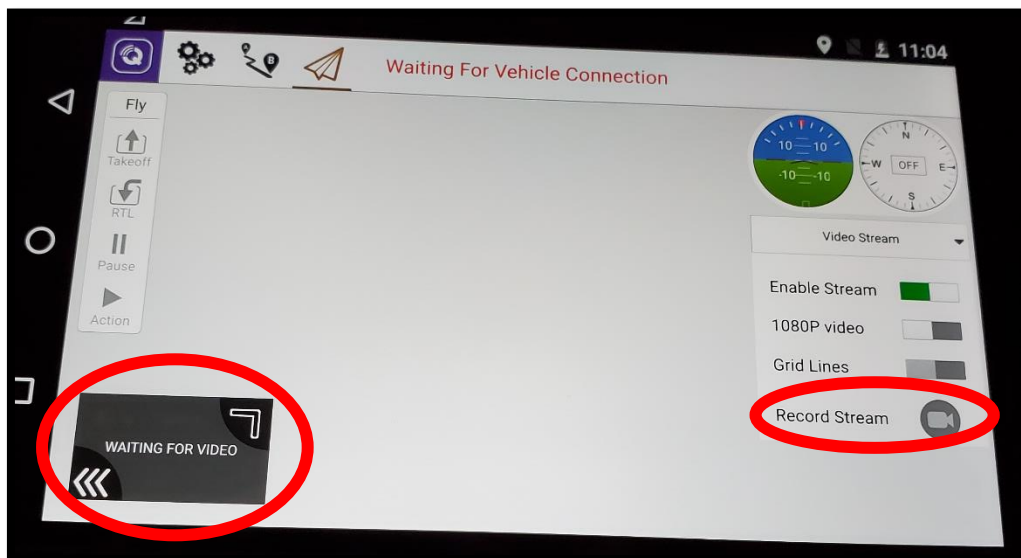 11:04
Waiting For Vehicle Connection
Fly
Takeoff
RTL
Pause
Action
10 10
-10 -10
N
W OFF E
S
Video Stream
Enable Stream
1080P video
Grid Lines
Record Stream
WAITING FOR VIDEO
B